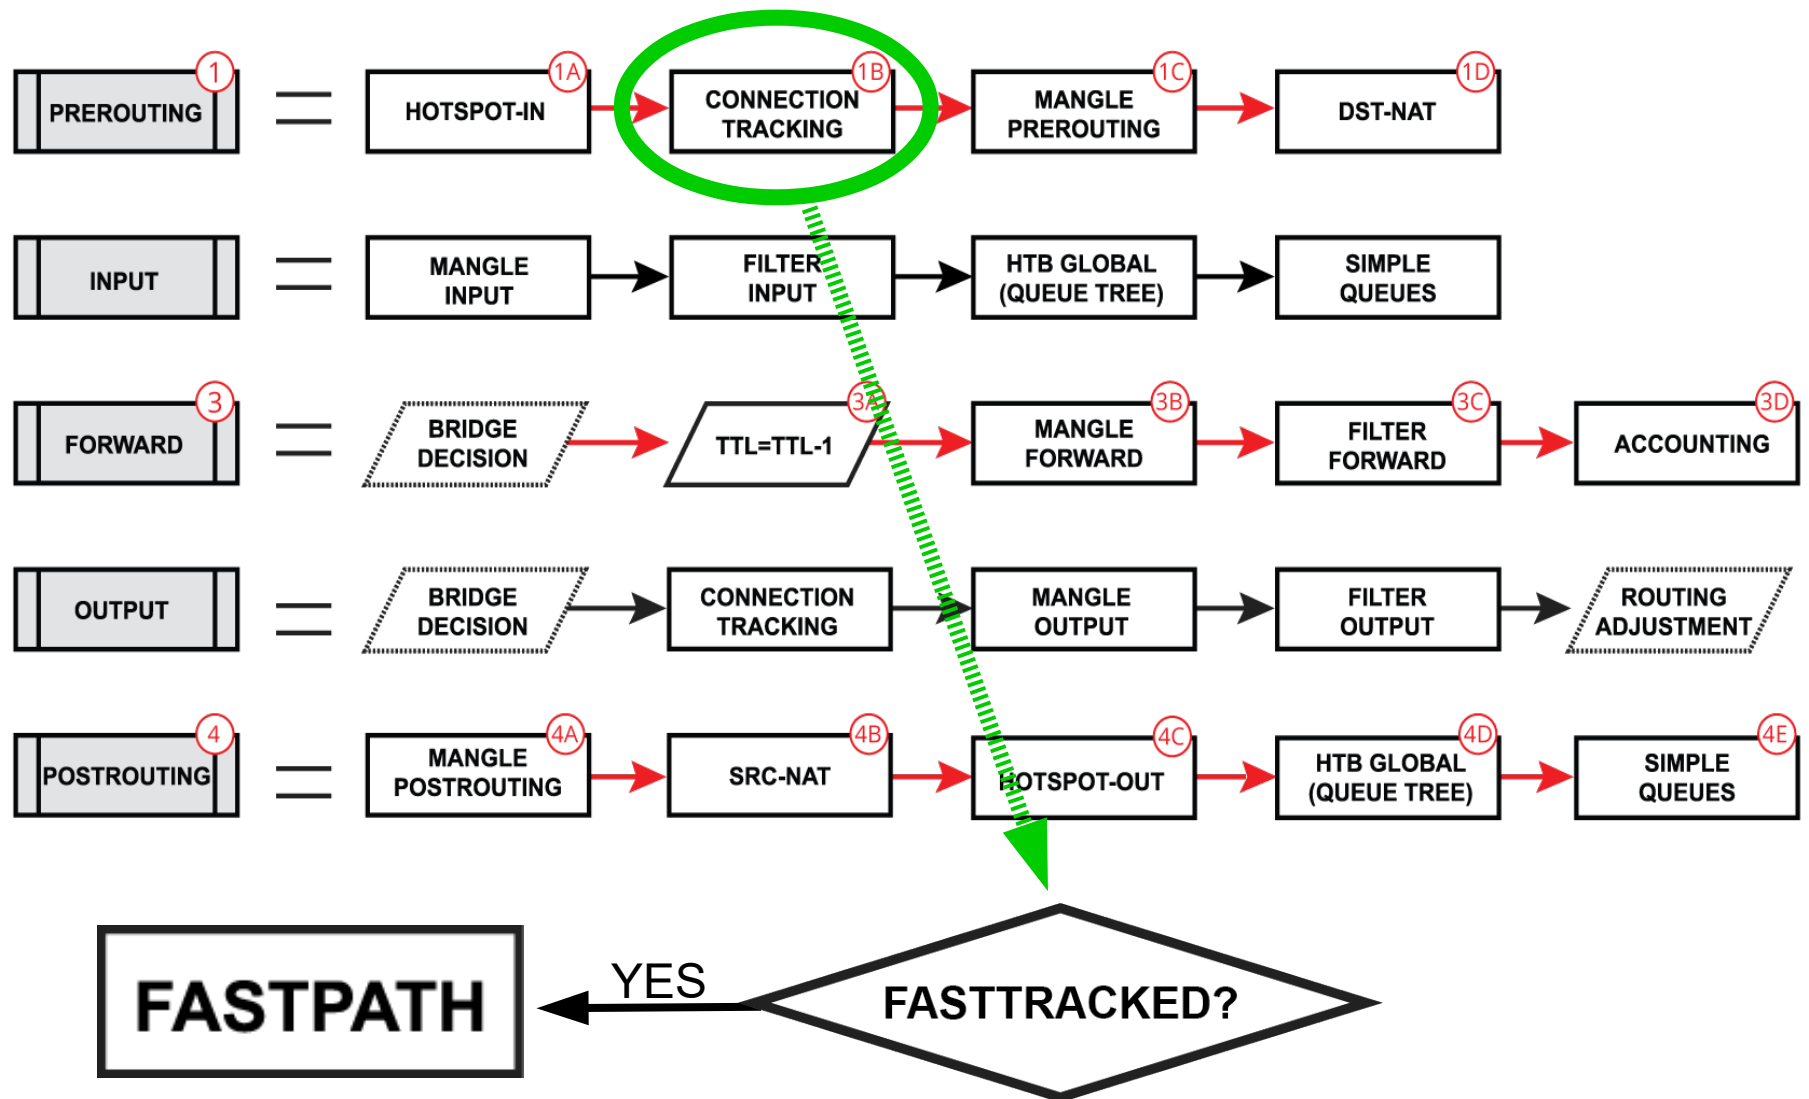 1
PREROUTING
1A
HOTSPOT-IN
1B
CONNECTION
TRACKING
1C
MANGLE
PREROUTING
1D
DST-NAT
INPUT
MANGLE
INPUT
FILTER
INPUT
HTB GLOBAL
(QUEUE TREE)
SIMPLE
QUEUES
3
FORWARD
BRIDGE
DECISION
3A
TTL=TTL-1
3B
MANGLE
FORWARD
3C
FILTER
FORWARD
3D
ACCOUNTING
OUTPUT
BRIDGE
DECISION
CONNECTION
TRACKING
MANGLE
OUTPUT
FILTER
OUTPUT
ROUTING
ADJUSTMENT
4
POSTROUTING
4A
MANGLE
POSTROUTING
4B
SRC-NAT
4C
HOTSPOT-OUT
4D
HTB GLOBAL
(QUEUE TREE)
4E
SIMPLE
QUEUES
FASTPATH
YES
FASTTRACKED?